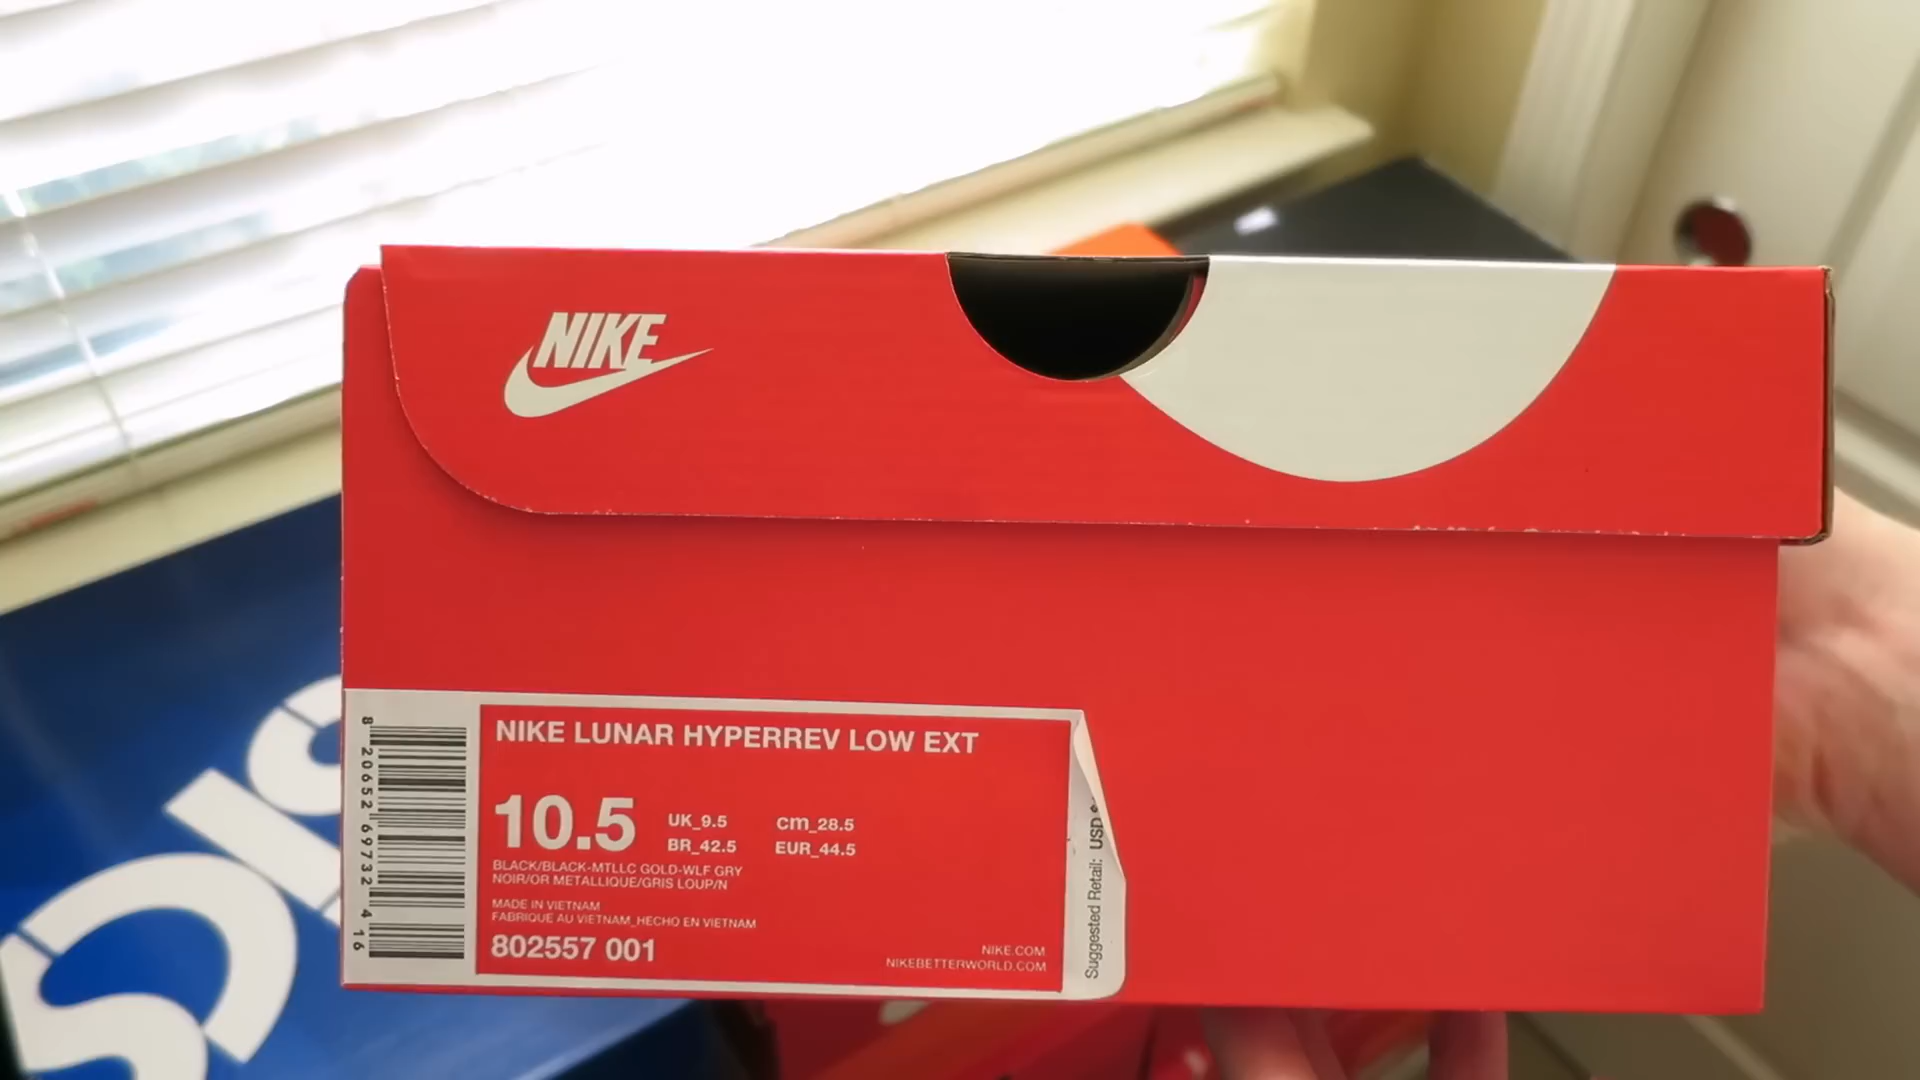 NIKE
NIKE LUNAR HYPERREV LOW EXT
10.5
UK_9.5
cm_28.5
BR_42.5
EUR_44.5
BLACK/BLACK-MTLLC GOLD-WLF GRY
NOIR/OR METALLIQUE/GRIS LOUP/N
MADE IN VIETNAM
FABRIQUE AU VIETNAM_HECHO EN VIETNAM
802557 001
NIKE.COM
NIKEBETTERWORLD.COM
8 20652 69732 4 16
Suggested Retail: USD $